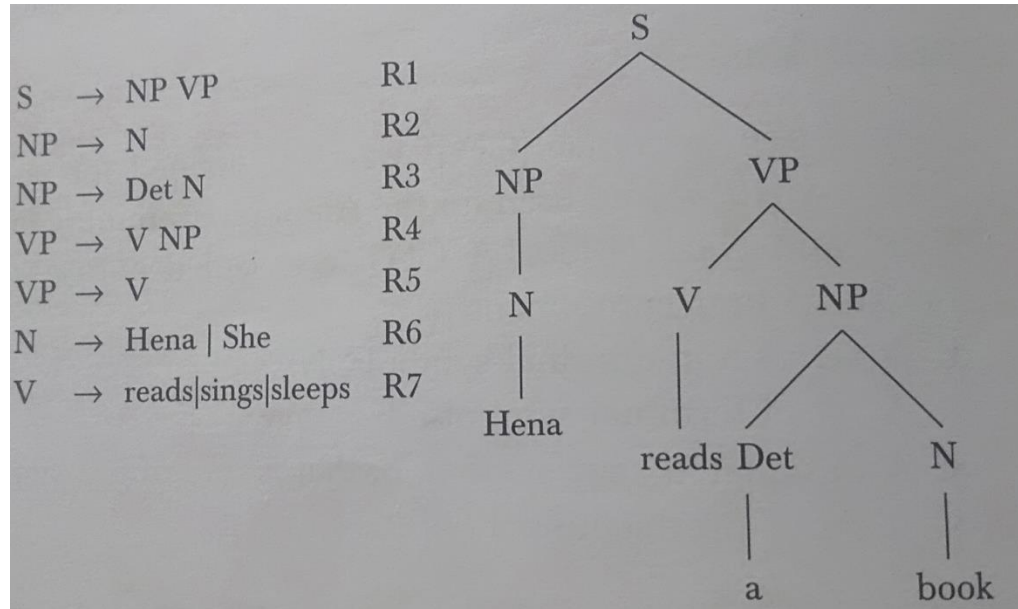 S → NP VP R1
NP → N R2
NP → Det N R3
VP → V NP R4
VP → V R5
N → Hena | She R6
V → reads|sings|sleeps R7
S
NP VP
N V NP
Hena
reads Det N
a book